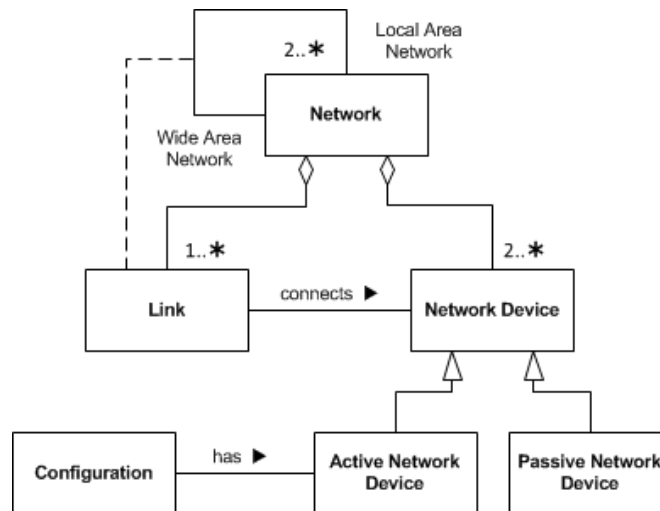 Local Area
Network
2..*
Network
Wide Area
Network
1..*
2..*
Link
connects ▶
Network Device
Configuration
has ▶
Active Network
Device
Passive Network
Device